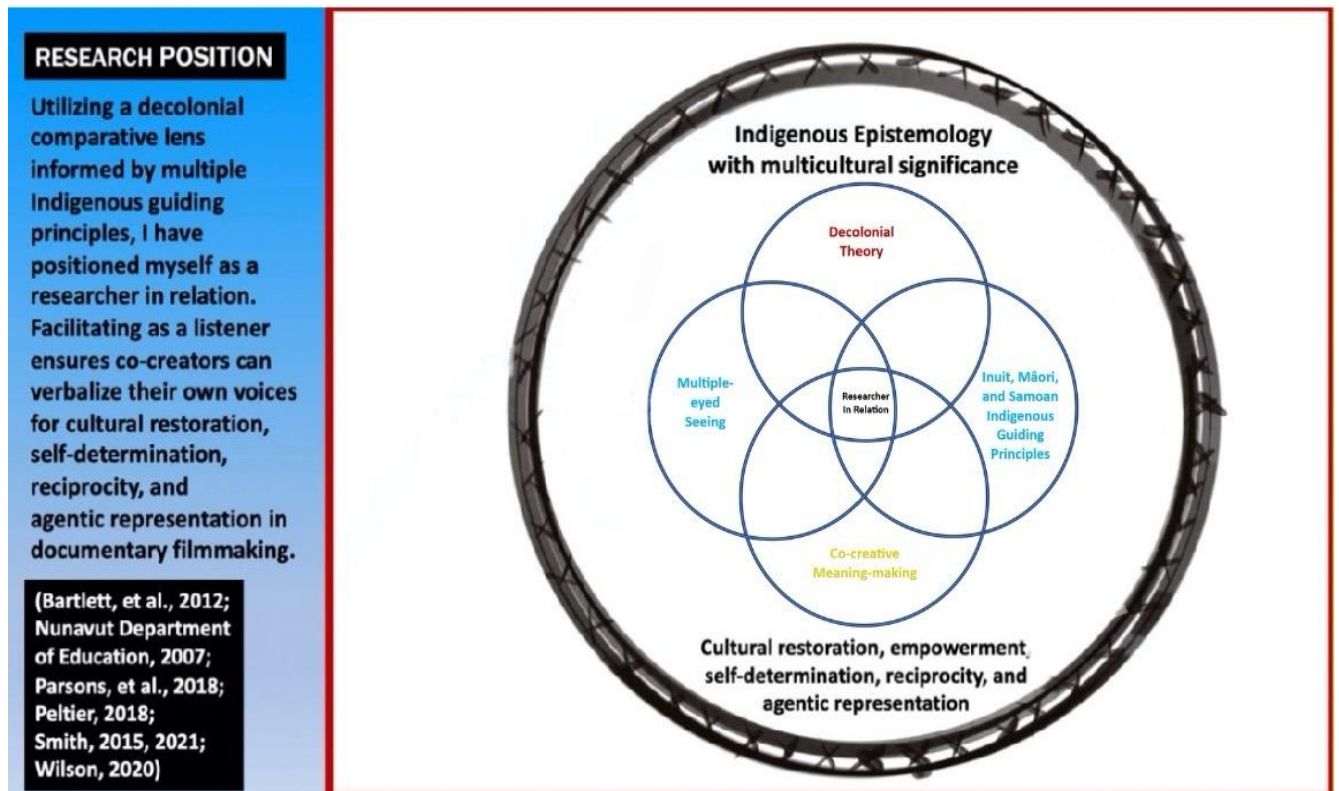 RESEARCH POSITION
Utilizing a decolonial
comparative lens
informed by multiple
Indigenous guiding
principles, I have
positioned myself as a
researcher in relation.
Facilitating as a listener
ensures co-creators can
verbalize their own voices
for cultural restoration,
self-determination,
reciprocity, and
agentic representation in
documentary filmmaking.
(Bartlett, et al., 2012;
Nunavut Department
of Education, 2007;
Parsons, et al., 2018;
Peltier, 2018;
Smith, 2015, 2021;
Wilson, 2020)
Indigenous Epistemology
with multicultural significance
Decolonial
Theory
Multiple-
eyed
Seeing
Researcher
In Relation
Inuit, Māori,
and Samoan
Indigenous
Guiding
Principles
Co-creative
Meaning-making
Cultural restoration, empowerment,
self-determination, reciprocity, and
agentic representation